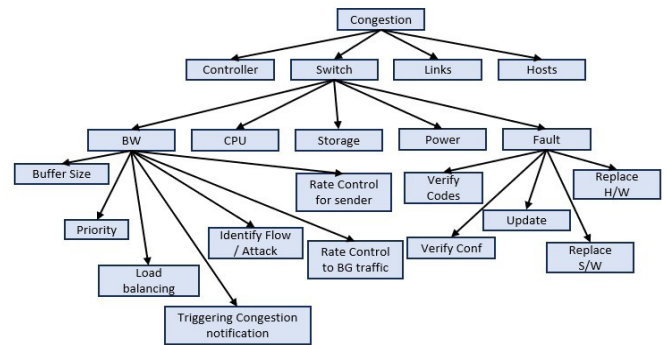 Congestion
Controller
Switch
Links
Hosts
BW
CPU
Storage
Power
Fault
Buffer Size
Rate Control
for sender
Verify
Codes
Replace
H/W
Priority
Identify Flow
/ Attack
Update
Load
balancing
Rate Control
to BG traffic
Verify Conf
Replace
S/W
Triggering Congestion
notification